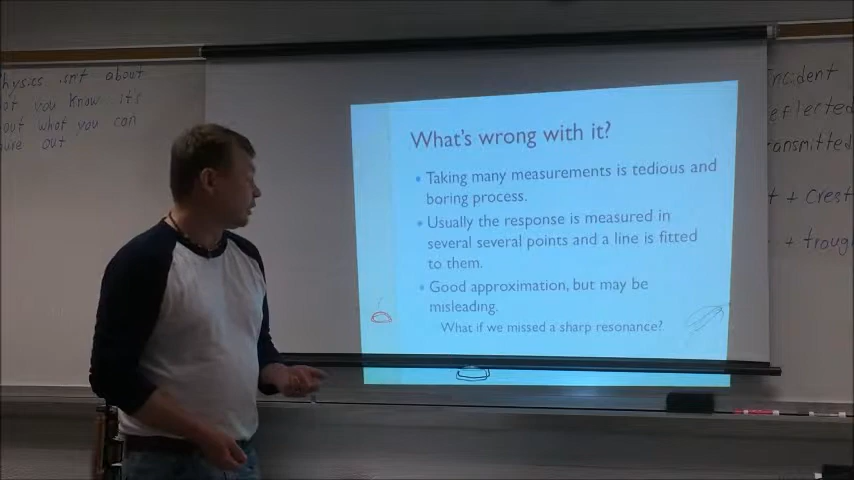 hysics isn't about
you know it's
out what you can
out
What's wrong with it?
• Taking many measurements is tedious and
boring process.
• Usually the response is measured in
several several points and a line is fitted
to them.
• Good approximation, but may be
misleading.
What if we missed a sharp resonance?
Incident
eflected
ansmitted
t + Crest
+ trough